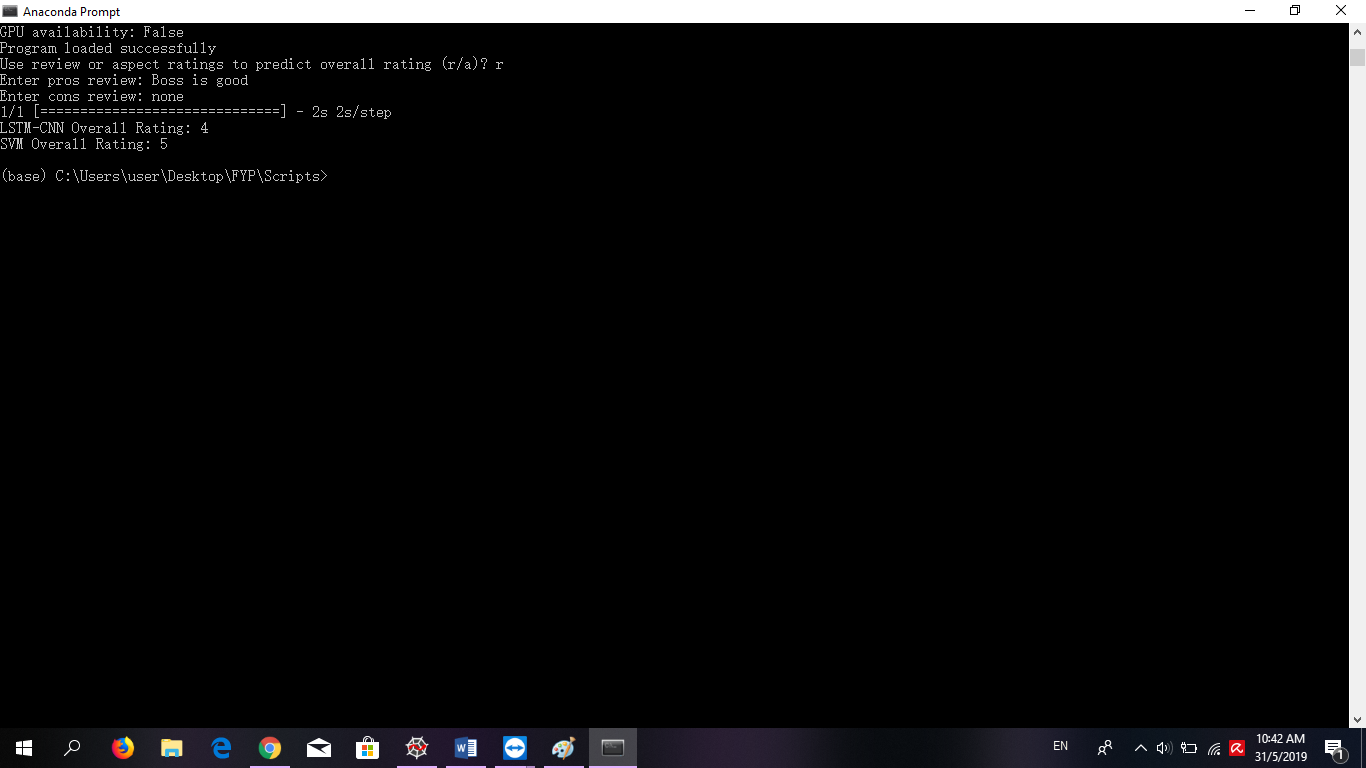 Anaconda Prompt
GPU availability: False
Program loaded successfully
Use review or aspect ratings to predict overall rating (r/a)? r
Enter pros review: Boss is good
Enter cons review: none
1/1 [==============================] - 2s 2s/step
LSTM-CNN Overall Rating: 4
SVM Overall Rating: 5
(base) C:\Users\user\Desktop\FYP\Scripts>
EN
10:42 AM
31/5/2019
1